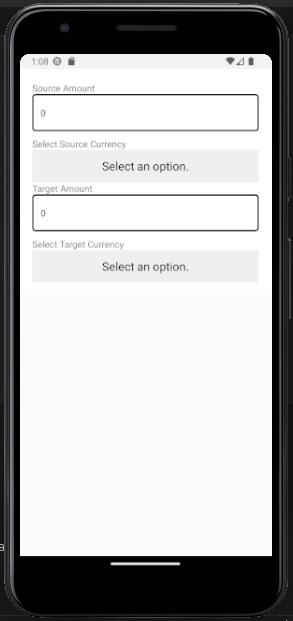 1:08
Source Amount
0
Select Source Currency
Select an option.
Target Amount
0
Select Target Currency
Select an option.
a